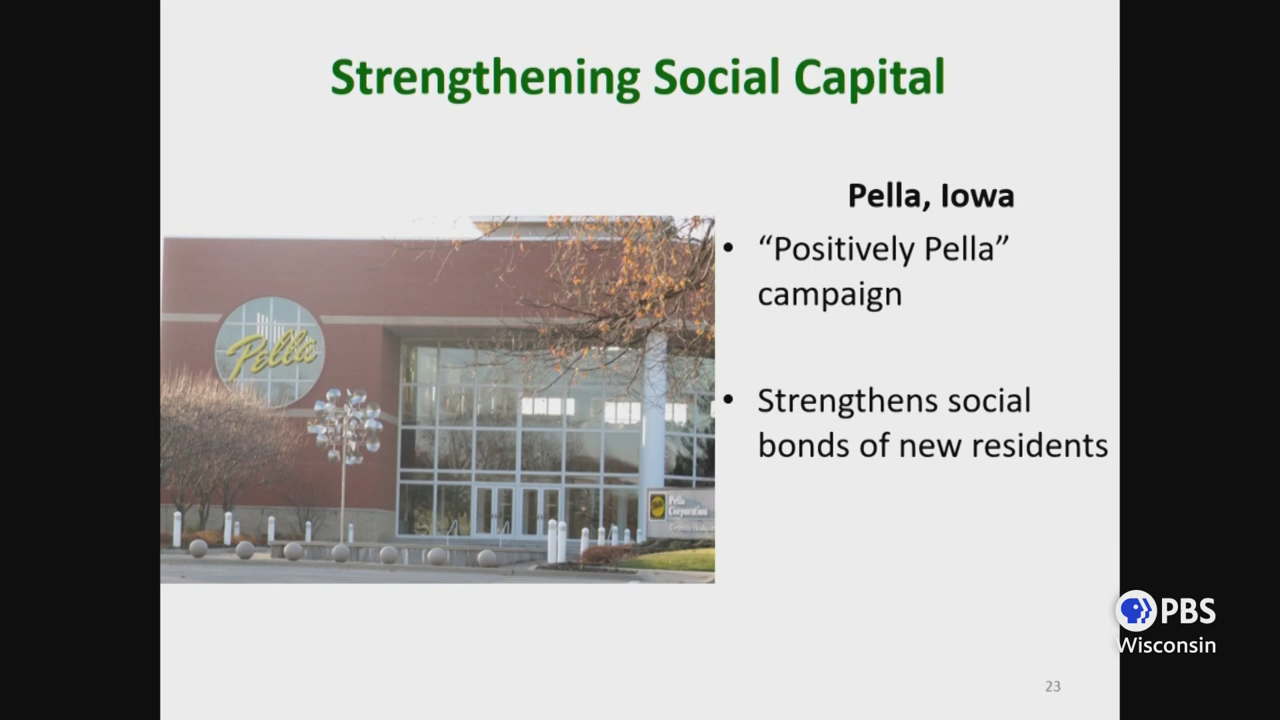 Strengthening Social Capital
Pella, Iowa
• “Positively Pella”
campaign
• Strengthens social
bonds of new residents
Pella
Pella
Corporation
PBS
Wisconsin
23